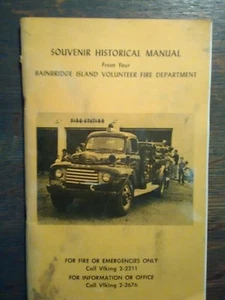 SOUVENIR HISTORICAL MANUAL
From Your
BAINBRIDGE ISLAND VOLUNTEER FIRE DEPARTMENT
FIRE STATION
FOR FIRE OR EMERGENCIES ONLY
Call VIking 2-2211
FOR INFORMATION OR OFFICE
Call VIking 2-3676